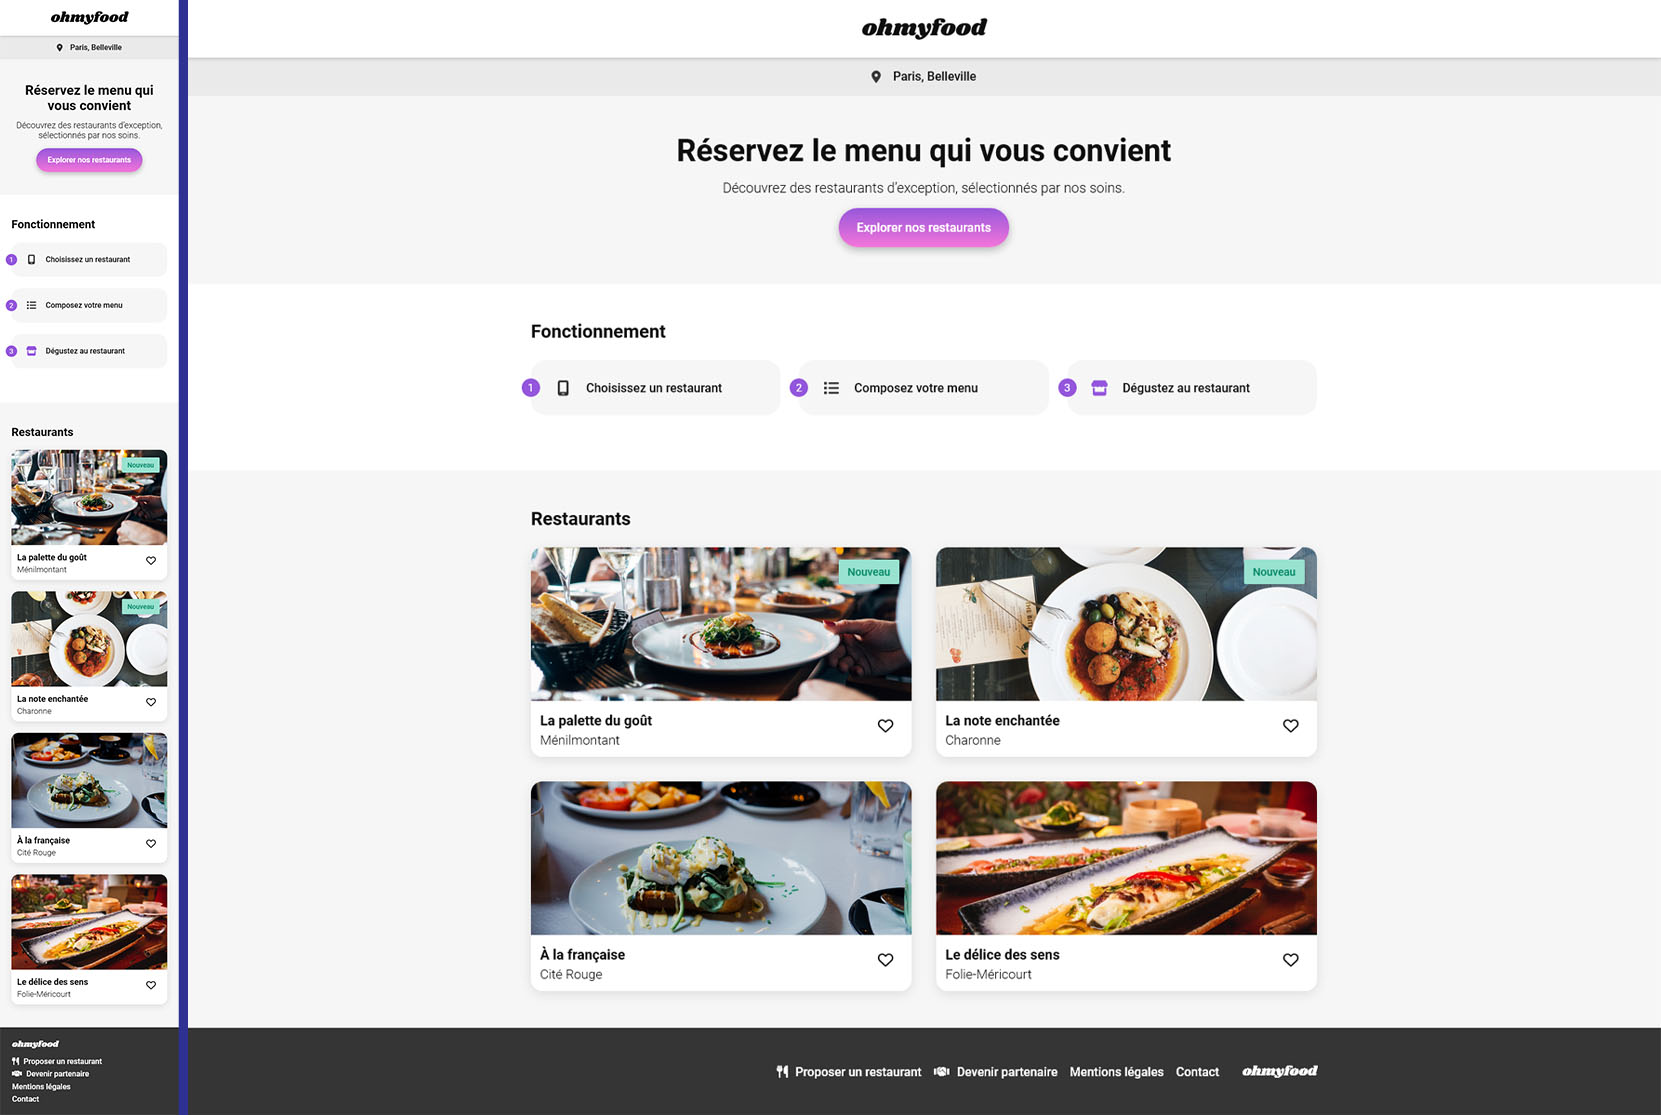 ohmyfood
Paris, Belleville
Réservez le menu qui
vous convient
Découvrez des restaurants d'exception,
sélectionnés par nos soins.
Explorer nos restaurants
Fonctionnement
1 Choisissez un restaurant
2 Composez votre menu
3 Dégustez au restaurant
Restaurants
Nouveau
La palette du goût
Ménilmontant
Nouveau
La note enchantée
Charonne
À la française
Cité Rouge
Le délice des sens
Folie-Méricourt
ohmyfood
Proposer un restaurant
Devenir partenaire
Mentions légales
Contact
ohmyfood
Paris, Belleville
Réservez le menu qui vous convient
Découvrez des restaurants d'exception, sélectionnés par nos soins.
Explorer nos restaurants
Fonctionnement
1 Choisissez un restaurant 2 Composez votre menu 3 Dégustez au restaurant
Restaurants
Nouveau
La palette du goût
Ménilmontant
Nouveau
La note enchantée
Charonne
À la française
Cité Rouge
Le délice des sens
Folie-Méricourt
Proposer un restaurant Devenir partenaire Mentions légales Contact ohmyfood